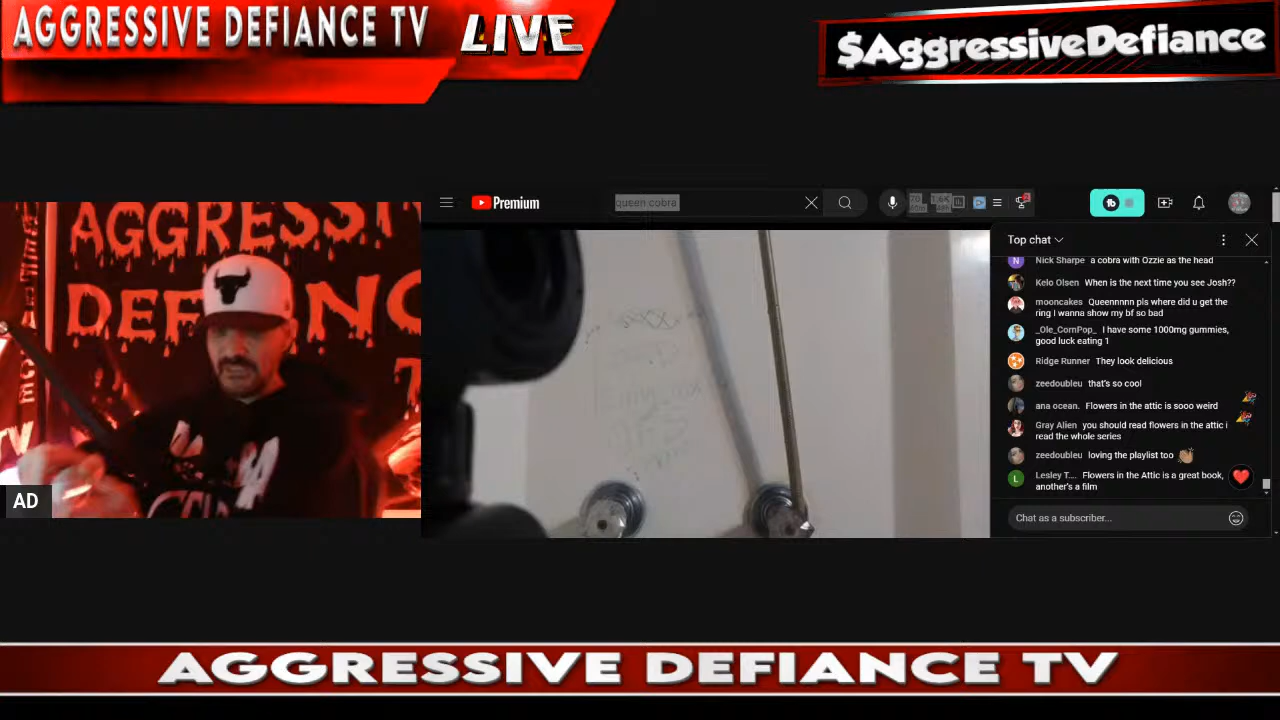 AGGRESSIVE DEFIANCE TV
LIVE
$AggressiveDefiance
Premium
queen cobra
AD
Top chat
Nick Sharpe a cobra with Ozzie as the head
Kelo Olsen When is the next time you see Josh??
mooncakes Queennnnn pls where did u get the
ring I wanna show my bf so bad
_Ole_CornPop_ I have some 1000mg gummies,
good luck eating 1
Ridge Runner They look delicious
zeedoubleu that's so cool
ana ocean. Flowers in the attic is sooo weird
Gray Alien you should read flowers in the attic i
read the whole series
zeedoubleu loving the playlist too
Lesley T.... Flowers in the Attic is a great book,
another's a film
Chat as a subscriber...
AGGRESSIVE DEFIANCE TV